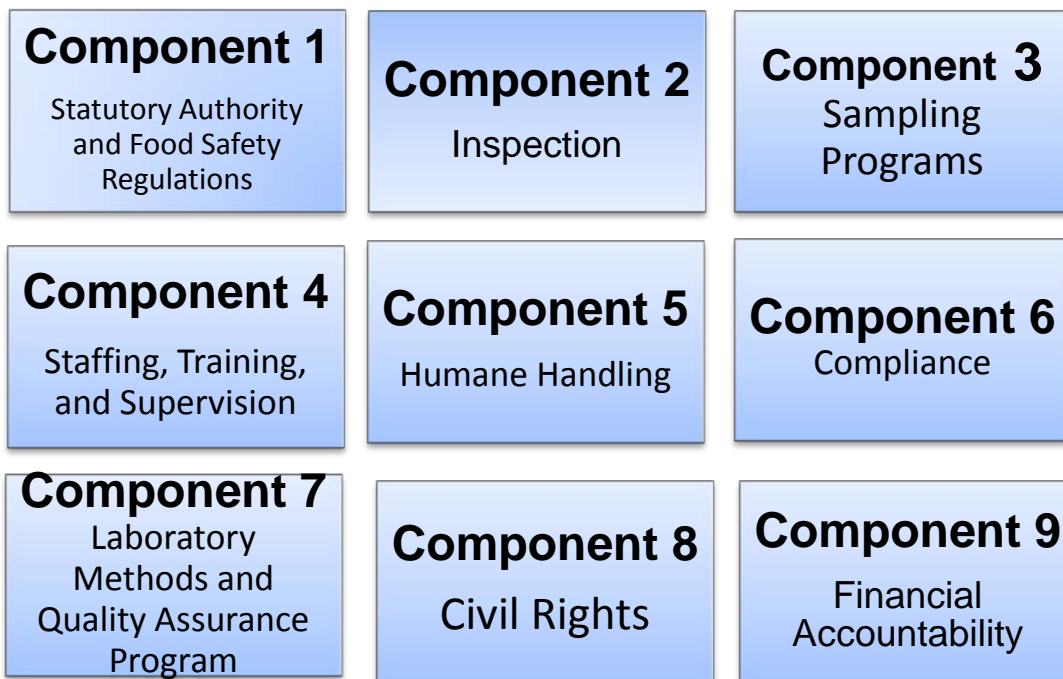 Component 1
Statutory Authority
and Food Safety
Regulations
Component 2
Inspection
Component 3
Sampling
Programs
Component 4
Staffing, Training,
and Supervision
Component 5
Humane Handling
Component 6
Compliance
Component 7
Laboratory
Methods and
Quality Assurance
Program
Component 8
Civil Rights
Component 9
Financial
Accountability